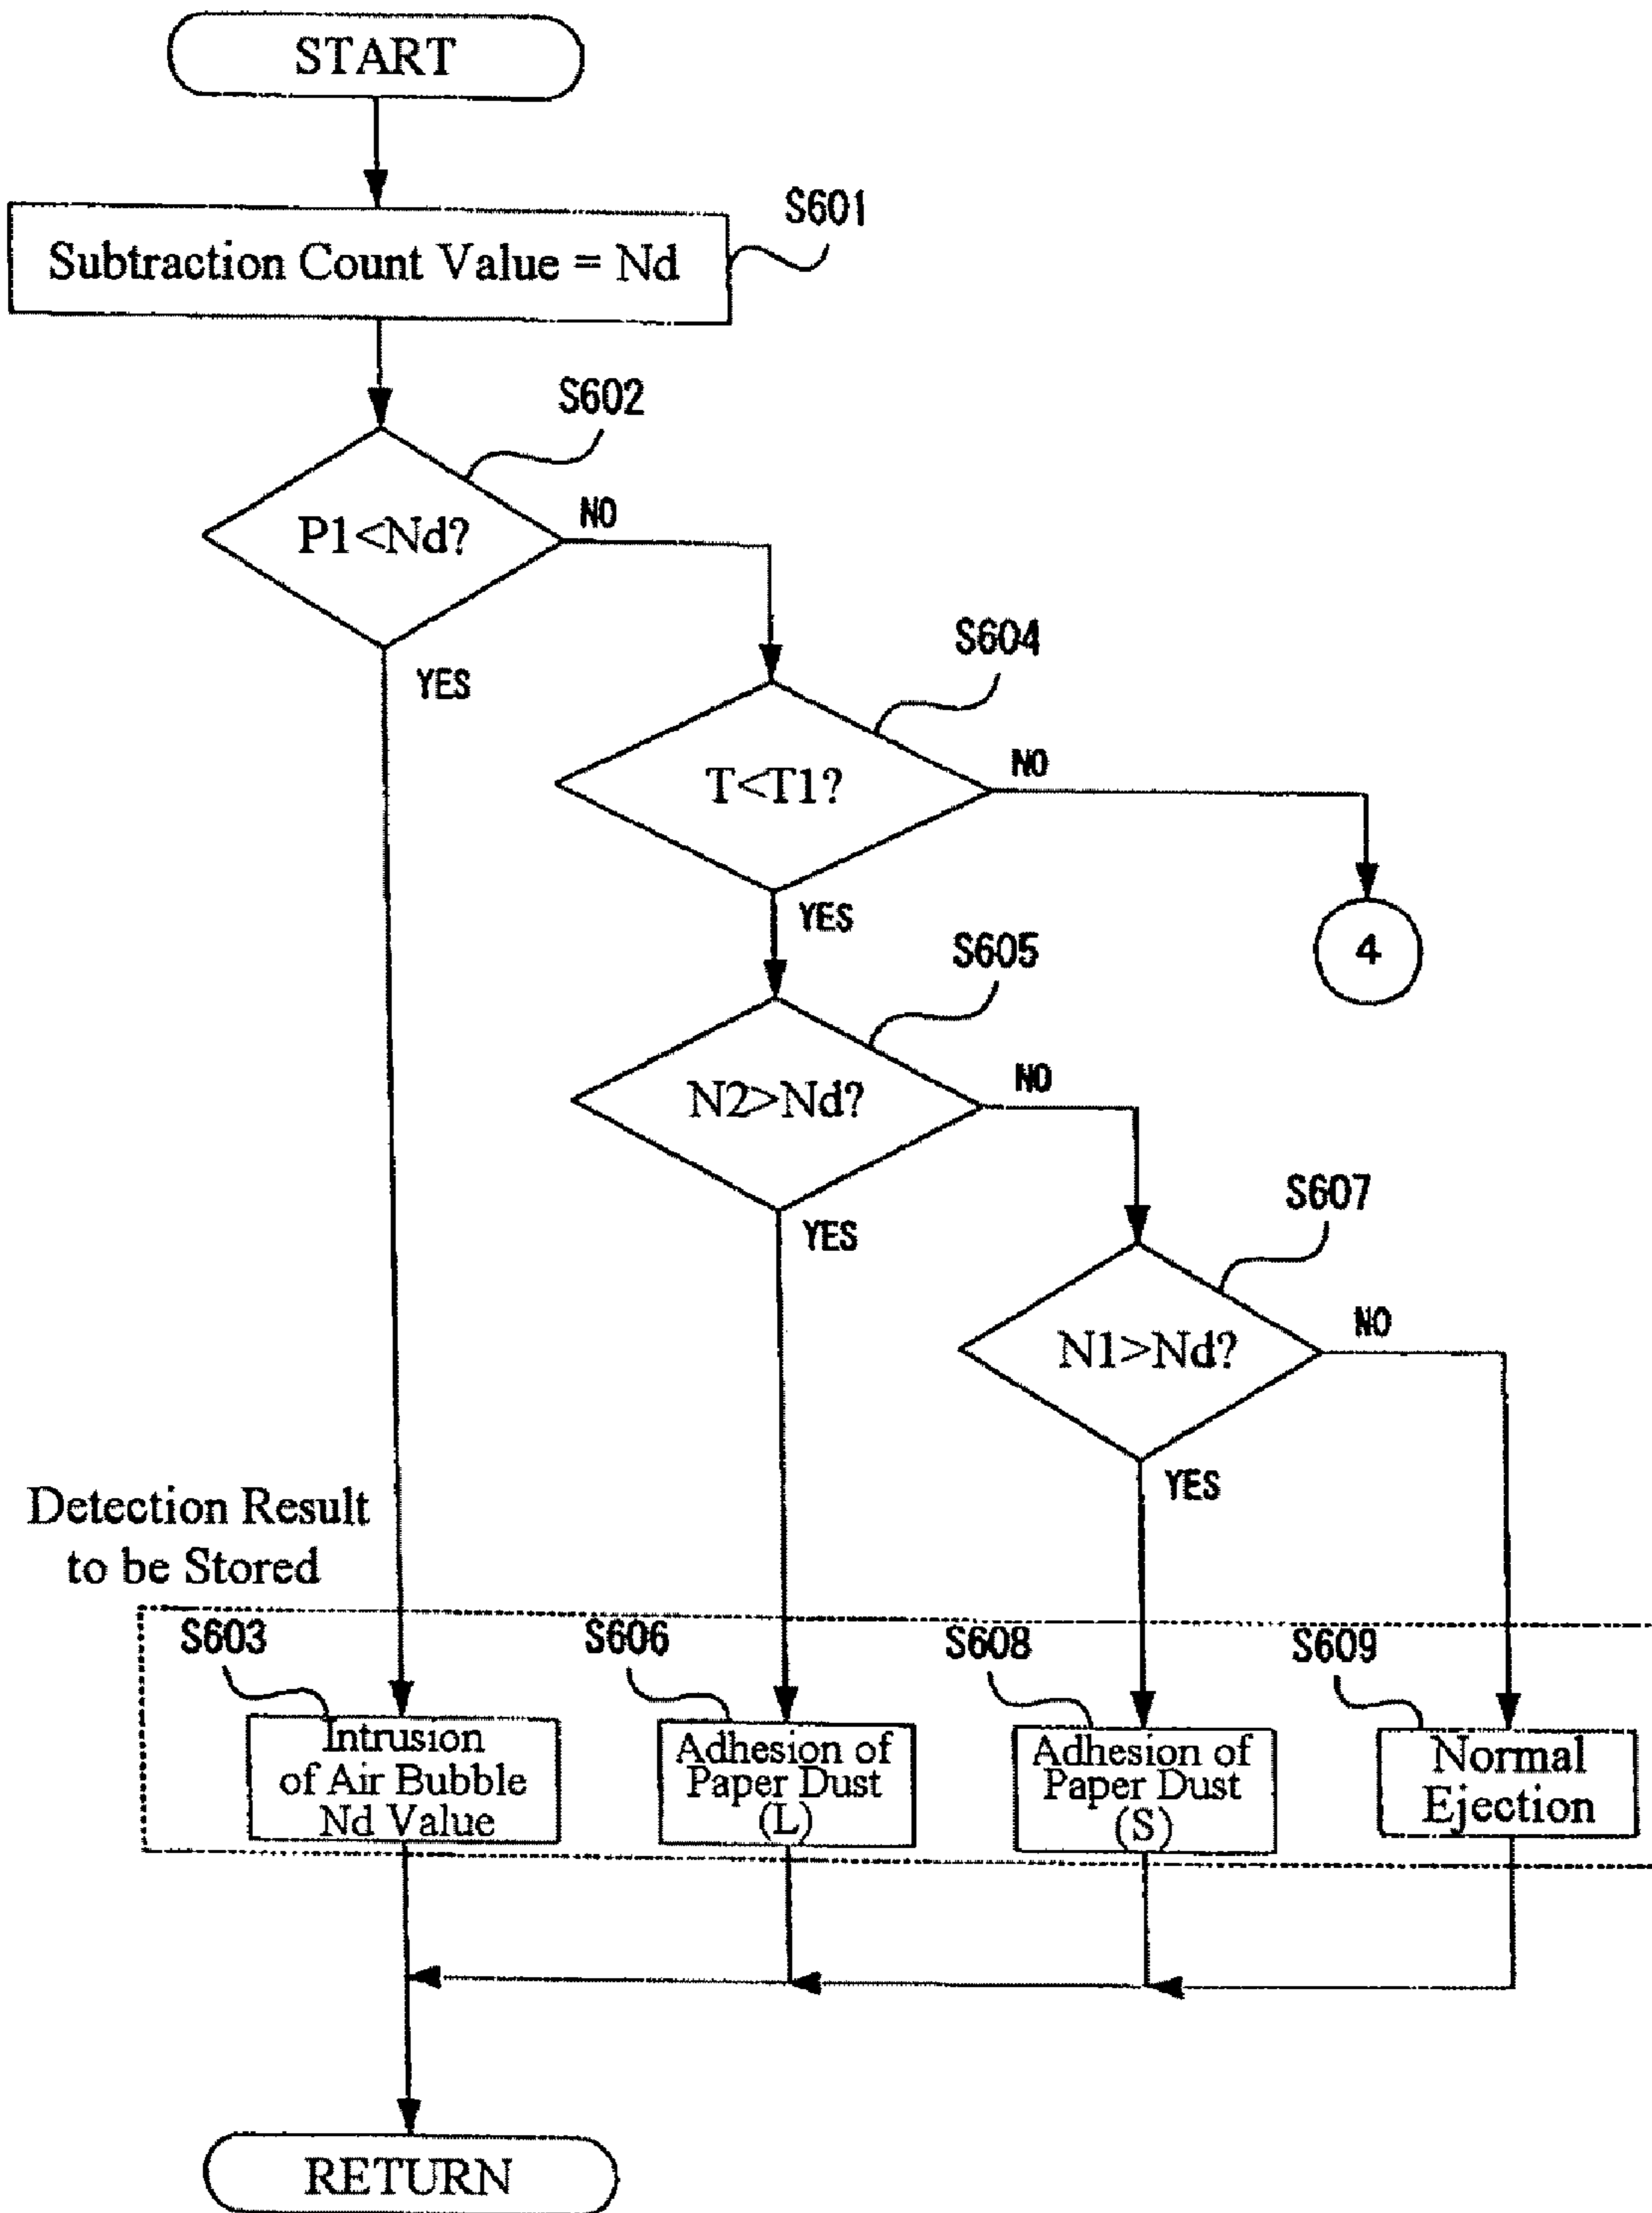 START
S601
Subtraction Count Value = Nd
S602
P1<Nd?
NO
YES
S604
T<T1?
NO
YES
4
S605
N2>Nd?
NO
YES
S607
N1>Nd?
NO
YES
Detection Result
to be Stored
S603
S606
S608
S609
Intrusion
of Air Bubble
Nd Value
Adhesion of
Paper Dust
(L)
Adhesion of
Paper Dust
(S)
Normal
Ejection
RETURN